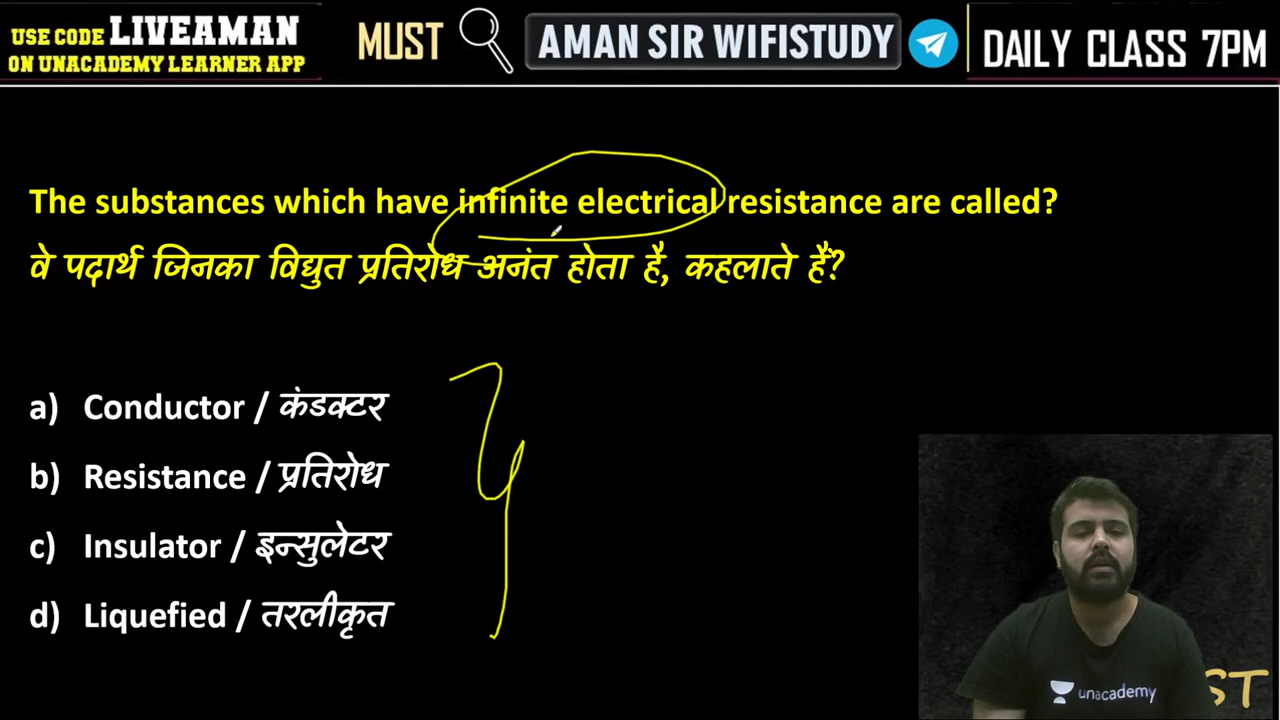 USE CODE LIVEAMAN
ON UNACADEMY LEARNER APP
MUST
AMAN SIR WIFISTUDY
DAILY CLASS 7PM
The substances which have infinite electrical resistance are called?
वे पदार्थ जिनका विद्युत प्रतिरोध अनंत होता है, कहलाते हैं?
a) Conductor / कंडक्टर
b) Resistance / प्रतिरोध
c) Insulator / इन्सुलेटर
d) Liquefied / तरलीकृत
unacademy
ST